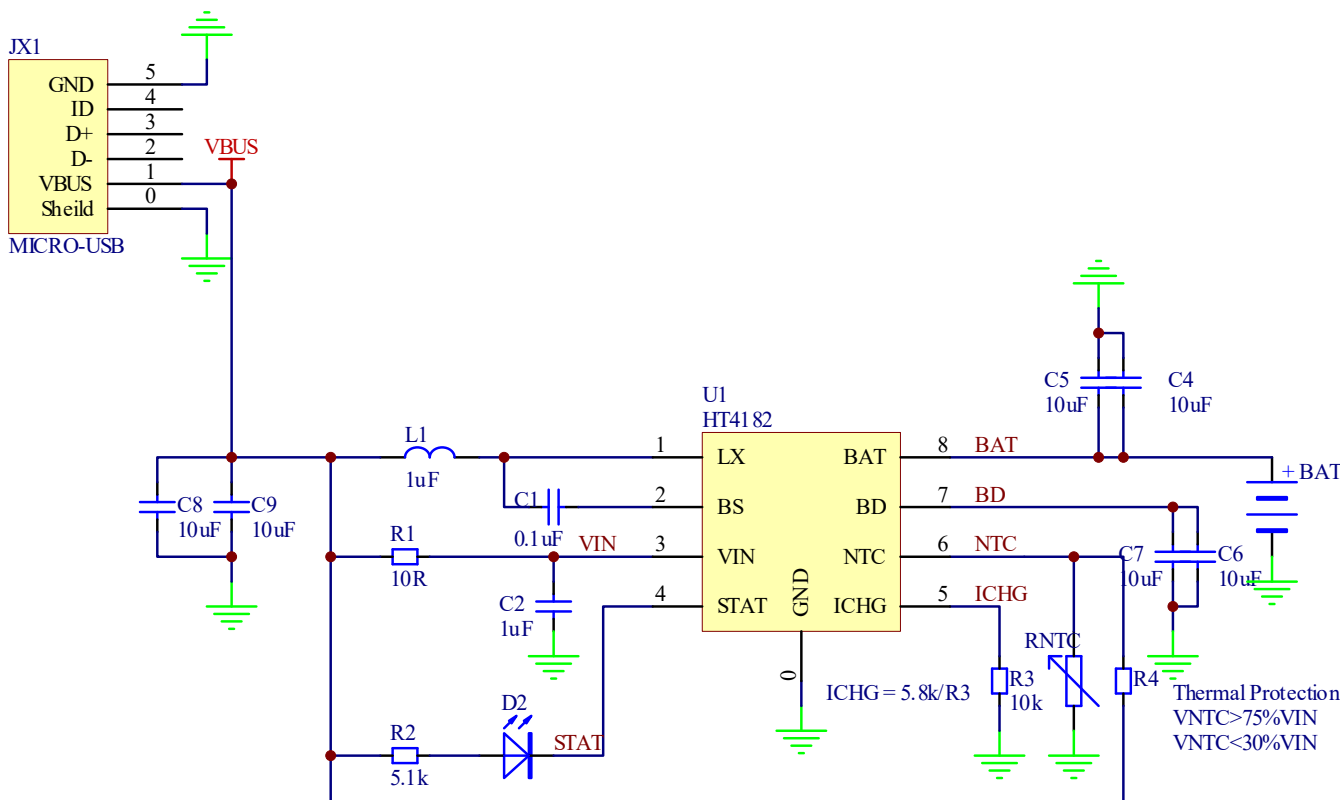 JX1
GND 5
ID 4
D+ 3
D- 2
VBUS 1
Sheild 0
MICRO-USB
VBUS
C8
10uF
C9
10uF
L1
1uF
C1
0.1uF
R1
10R
VIN
C2
1uF
R2
5.1k
D2
STAT
U1
HT4182
1 LX
2 BS
3 VIN
4 STAT
GND
0
BAT 8 BAT
BD 7 BD
NTC 6 NTC
ICHG 5 ICHG
C5
10uF
C4
10uF
+ BAT
C7
10uF
C6
10uF
RNTC
R3
10k
R4
ICHG = 5.8k/R3
Thermal Protection
VNTC>75%VIN
VNTC<30%VIN